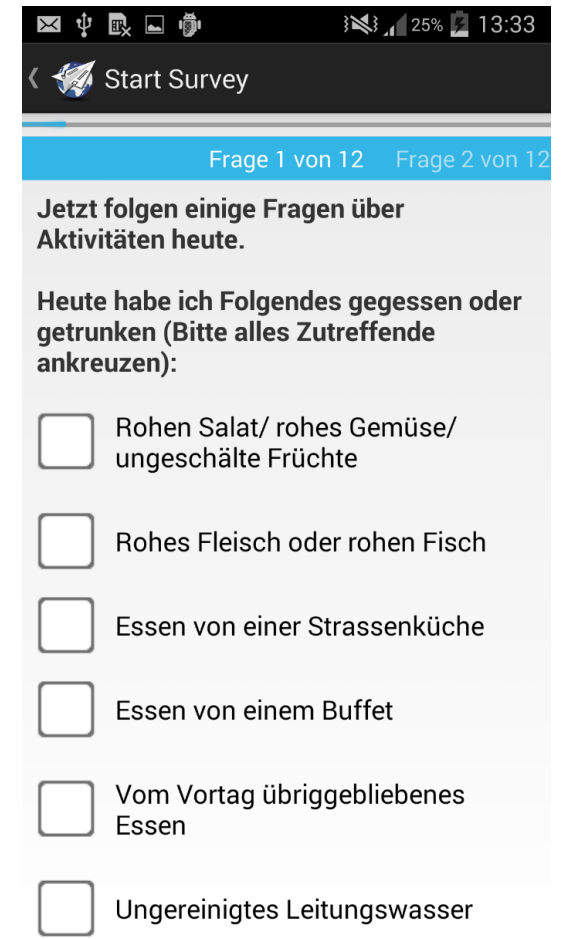 25% 13:33
Start Survey
Frage 1 von 12 Frage 2 von 12
Jetzt folgen einige Fragen über
Aktivitäten heute.
Heute habe ich Folgendes gegessen oder
getrunken (Bitte alles Zutreffende
ankreuzen):
Rohen Salat/ rohes Gemüse/
ungeschälte Früchte
Rohes Fleisch oder rohen Fisch
Essen von einer Strassenküche
Essen von einem Buffet
Vom Vortag übriggebliebenes
Essen
Ungereinigtes Leitungswasser